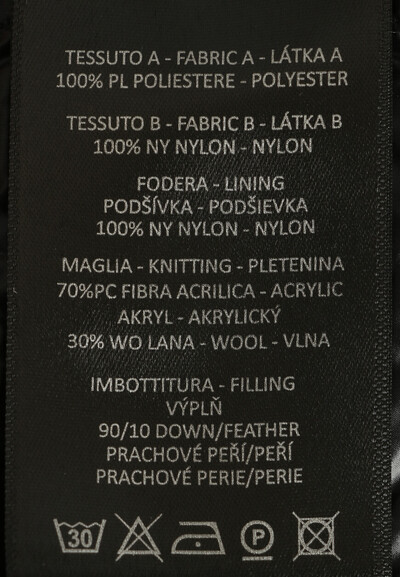 TESSUTO A - FABRIC A - LÁTKA A
100% PL POLIESTERE - POLYESTER
TESSUTO B - FABRIC B - LÁTKA B
100% NY NYLON - NYLON
FODERA - LINING
PODŠÍVKA - PODŠIEVKA
100% NY NYLON - NYLON
MAGLIA - KNITTING - PLETENINA
70%PC FIBRA ACRILICA - ACRYLIC
AKRYL - AKRYLICKÝ
30% WO LANA - WOOL - VLNA
IMBOTTITURA - FILLING
VÝPLŇ
90/10 DOWN/FEATHER
PRACHOVÉ PEŘÍ/PEŘÍ
PRACHOVÉ PERIE/PERIE
30 P